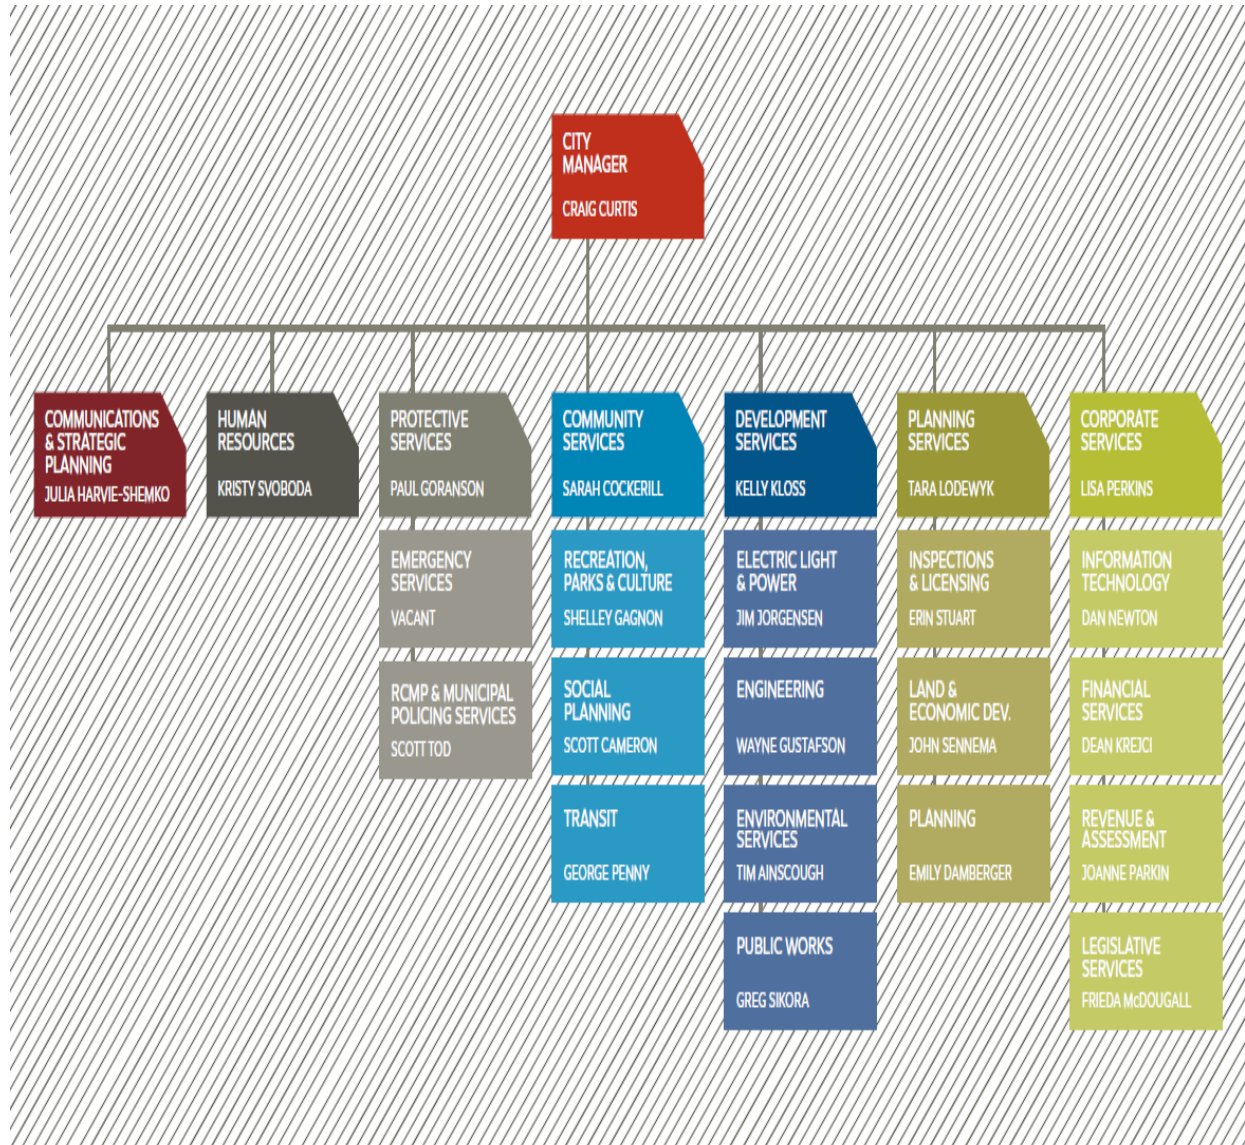 CITY
MANAGER
CRAIG CURTIS
COMMUNICATIONS
& STRATEGIC
PLANNING
JULIA HARVIE-SHEMKO
HUMAN
RESOURCES
KRISTY SVOBODA
PROTECTIVE
SERVICES
PAUL GORANSON
EMERGENCY
SERVICES
VACANT
RCMP & MUNICIPAL
POLICING SERVICES
SCOTT TOD
COMMUNITY
SERVICES
SARAH COCKERILL
RECREATION,
PARKS & CULTURE
SHELLEY GAGNON
SOCIAL
PLANNING
SCOTT CAMERON
TRANSIT
GEORGE PENNY
DEVELOPMENT
SERVICES
KELLY KLOSS
ELECTRIC LIGHT
& POWER
JIM JORGENSEN
ENGINEERING
WAYNE GUSTAFSON
ENVIRONMENTAL
SERVICES
TIM AINSCOUGH
PUBLIC WORKS
GREG SIKORA
PLANNING
SERVICES
TARA LODEWYK
INSPECTIONS
& LICENSING
ERIN STUART
LAND &
ECONOMIC DEV.
JOHN SENNEMA
PLANNING
EMILY DAMBERGER
CORPORATE
SERVICES
LISA PERKINS
INFORMATION
TECHNOLOGY
DAN NEWTON
FINANCIAL
SERVICES
DEAN KREJCI
REVENUE &
ASSESSMENT
JOANNE PARKIN
LEGISLATIVE
SERVICES
FRIEDA McDOUGALL